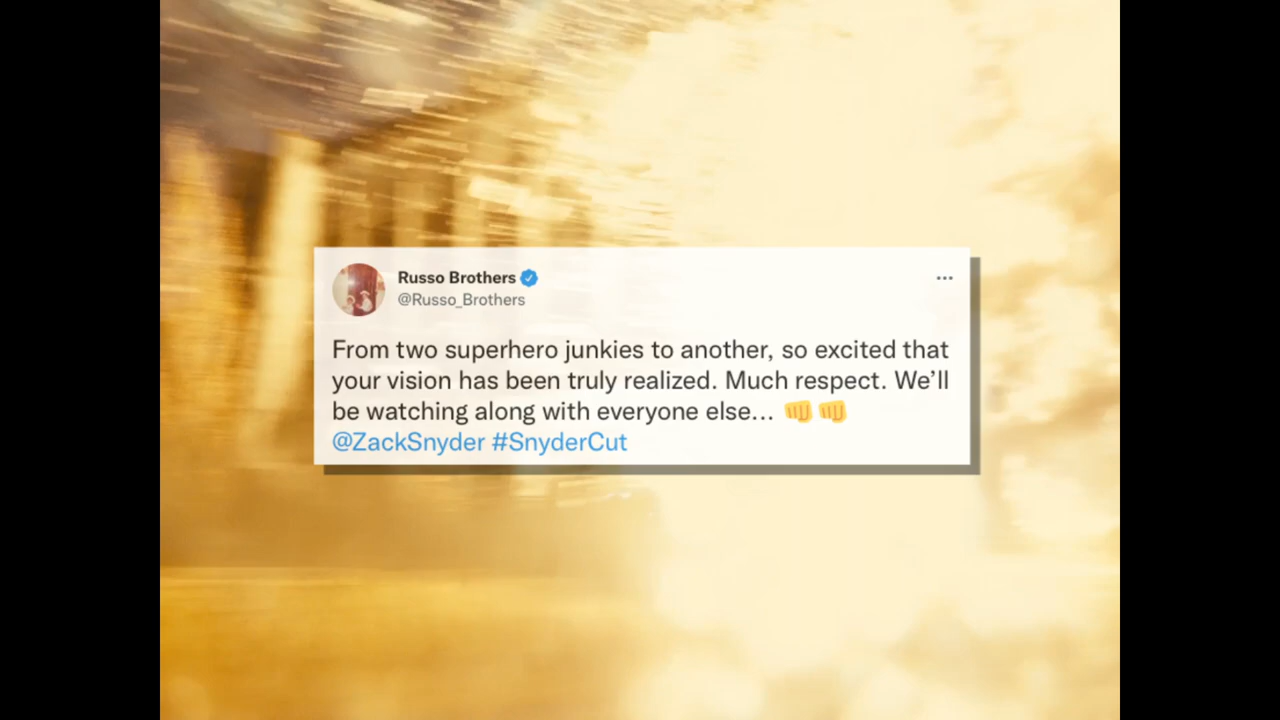 Russo Brothers
@Russo_Brothers
From two superhero junkies to another, so excited that
your vision has been truly realized. Much respect. We’ll
be watching along with everyone else... 👊👊
@ZackSnyder #SnyderCut